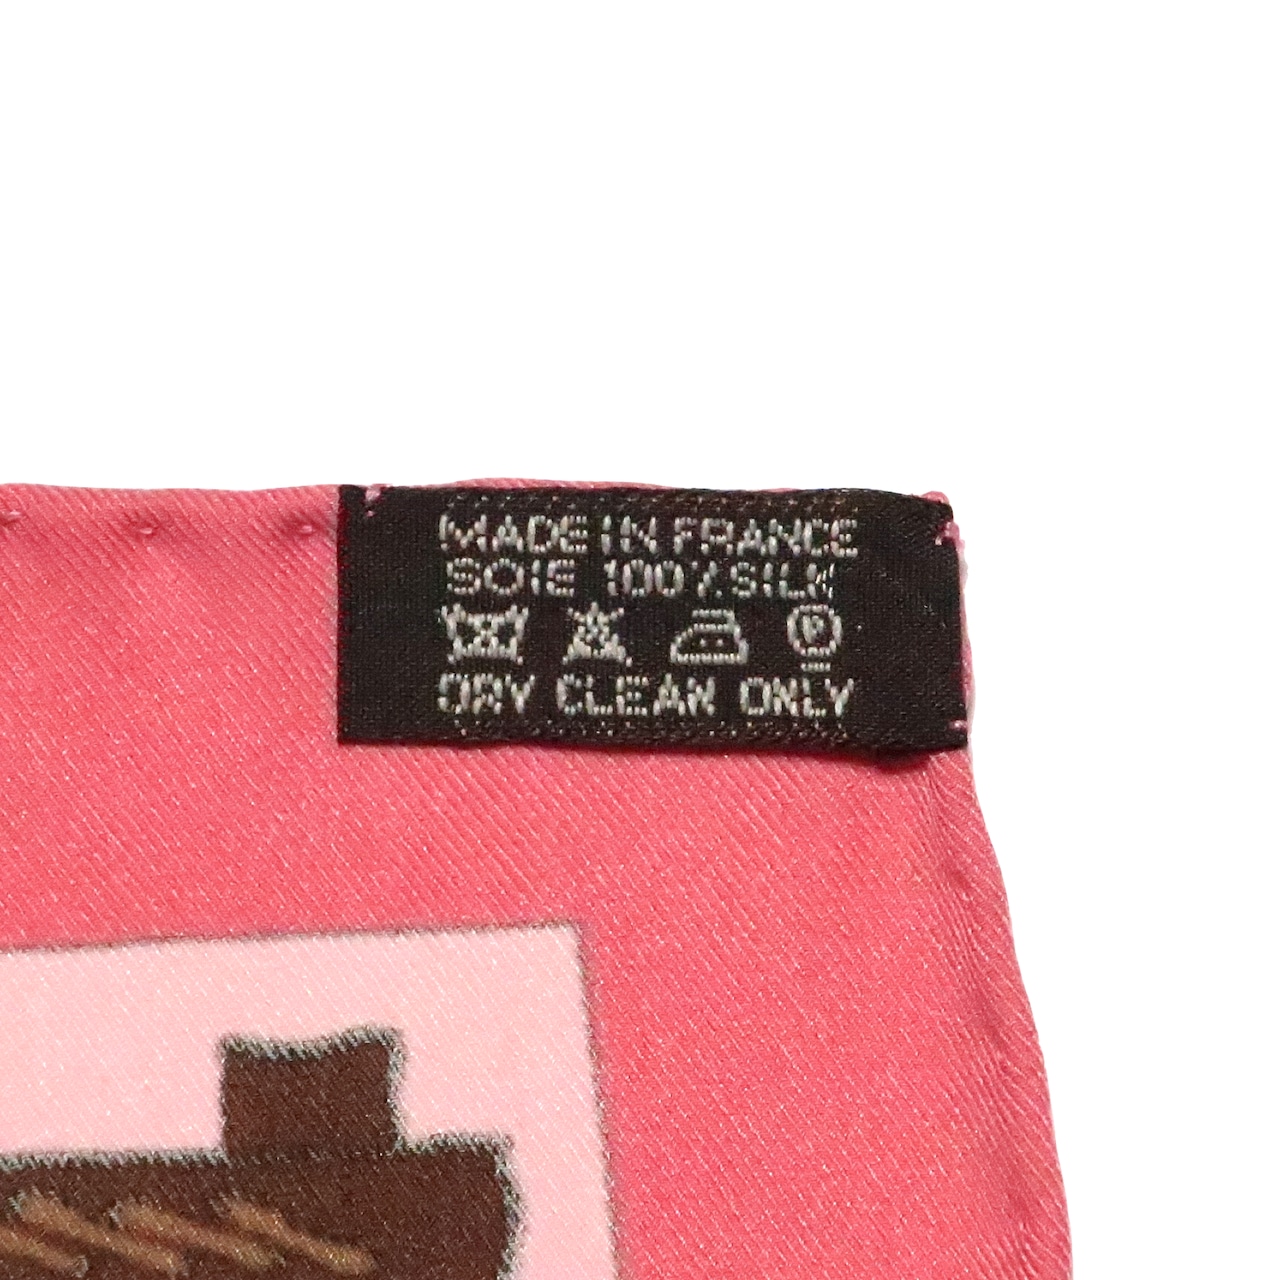 MADE IN FRANCE
SOIE 100% SILK
P
DRY CLEAN ONLY